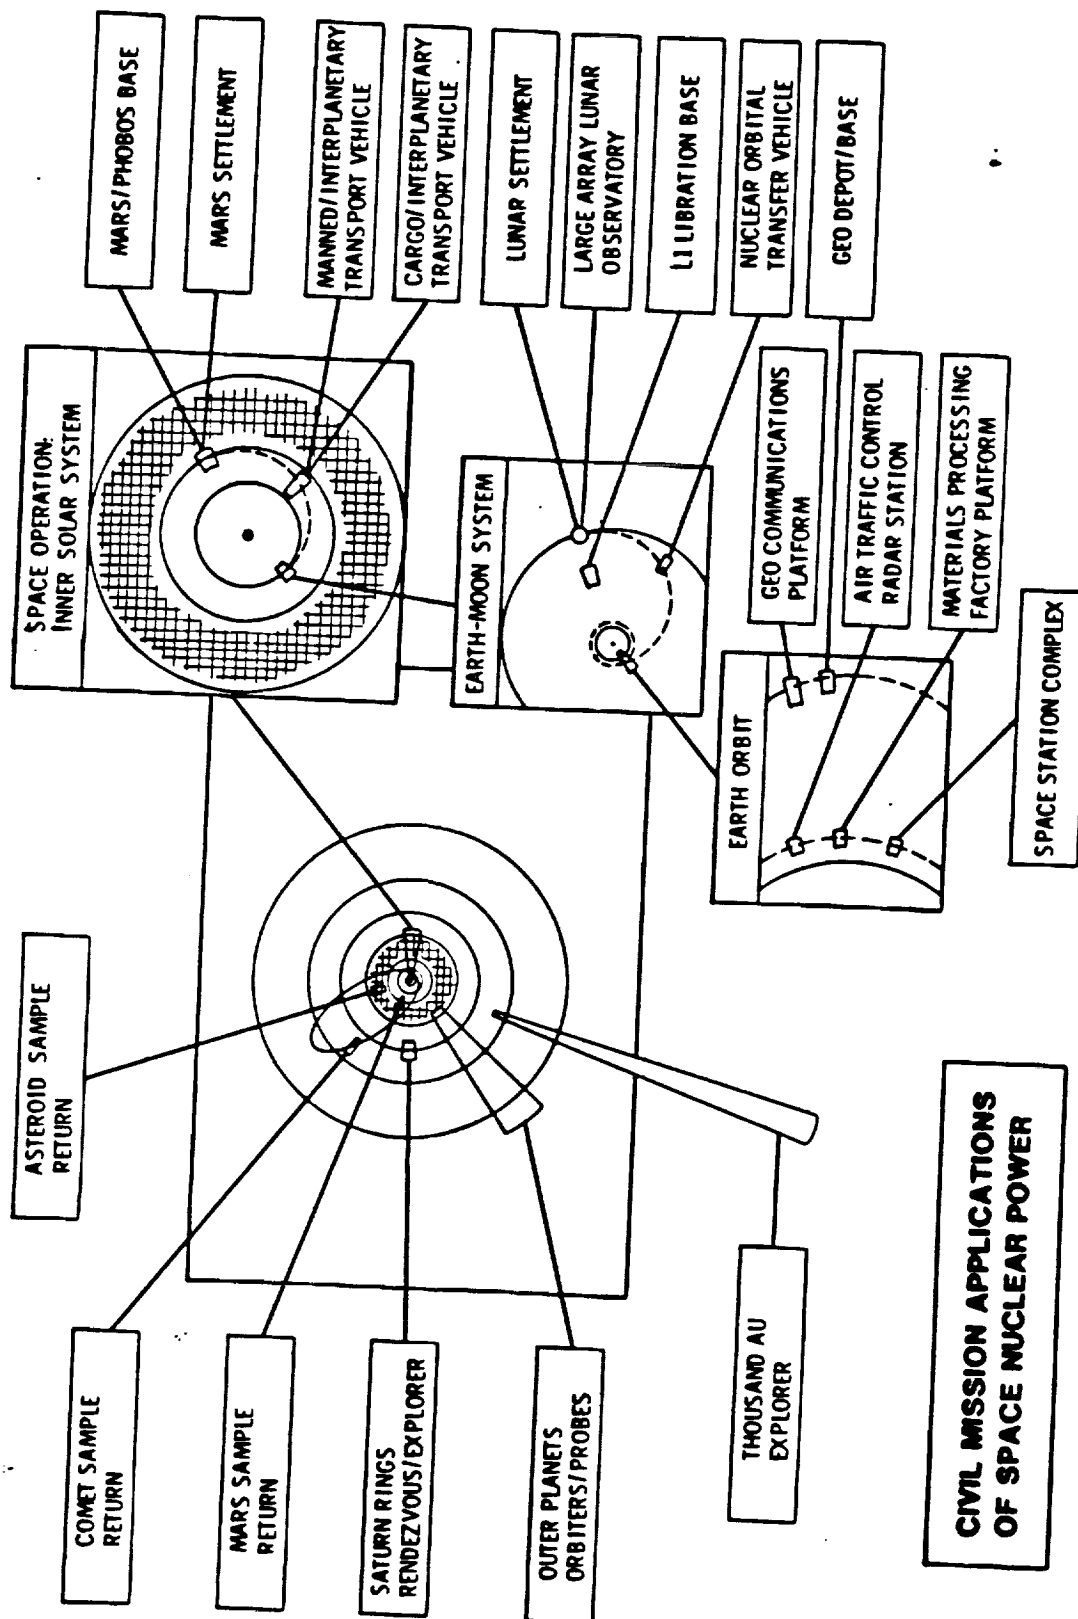 COMET SAMPLE
RETURN
MARS SAMPLE
RETURN
SATURN RINGS
RENDEZVOUS/EXPLORER
OUTER PLANETS
ORBITERS/PROBES
THOUSAND AU
EXPLORER
ASTEROID SAMPLE
RETURN
SPACE OPERATION:
INNER SOLAR SYSTEM
MARS/PHOBOS BASE
MARS SETTLEMENT
MANNED/INTERPLANETARY
TRANSPORT VEHICLE
CARGO/INTERPLANETARY
TRANSPORT VEHICLE
EARTH-MOON SYSTEM
LUNAR SETTLEMENT
LARGE ARRAY LUNAR
OBSERVATORY
L1 LIBRATION BASE
NUCLEAR ORBITAL
TRANSFER VEHICLE
GEO DEPOT/BASE
EARTH ORBIT
GEO COMMUNICATIONS
PLATFORM
AIR TRAFFIC CONTROL
RADAR STATION
MATERIALS PROCESSING
FACTORY PLATFORM
SPACE STATION COMPLEX
CIVIL MISSION APPLICATIONS
OF SPACE NUCLEAR POWER